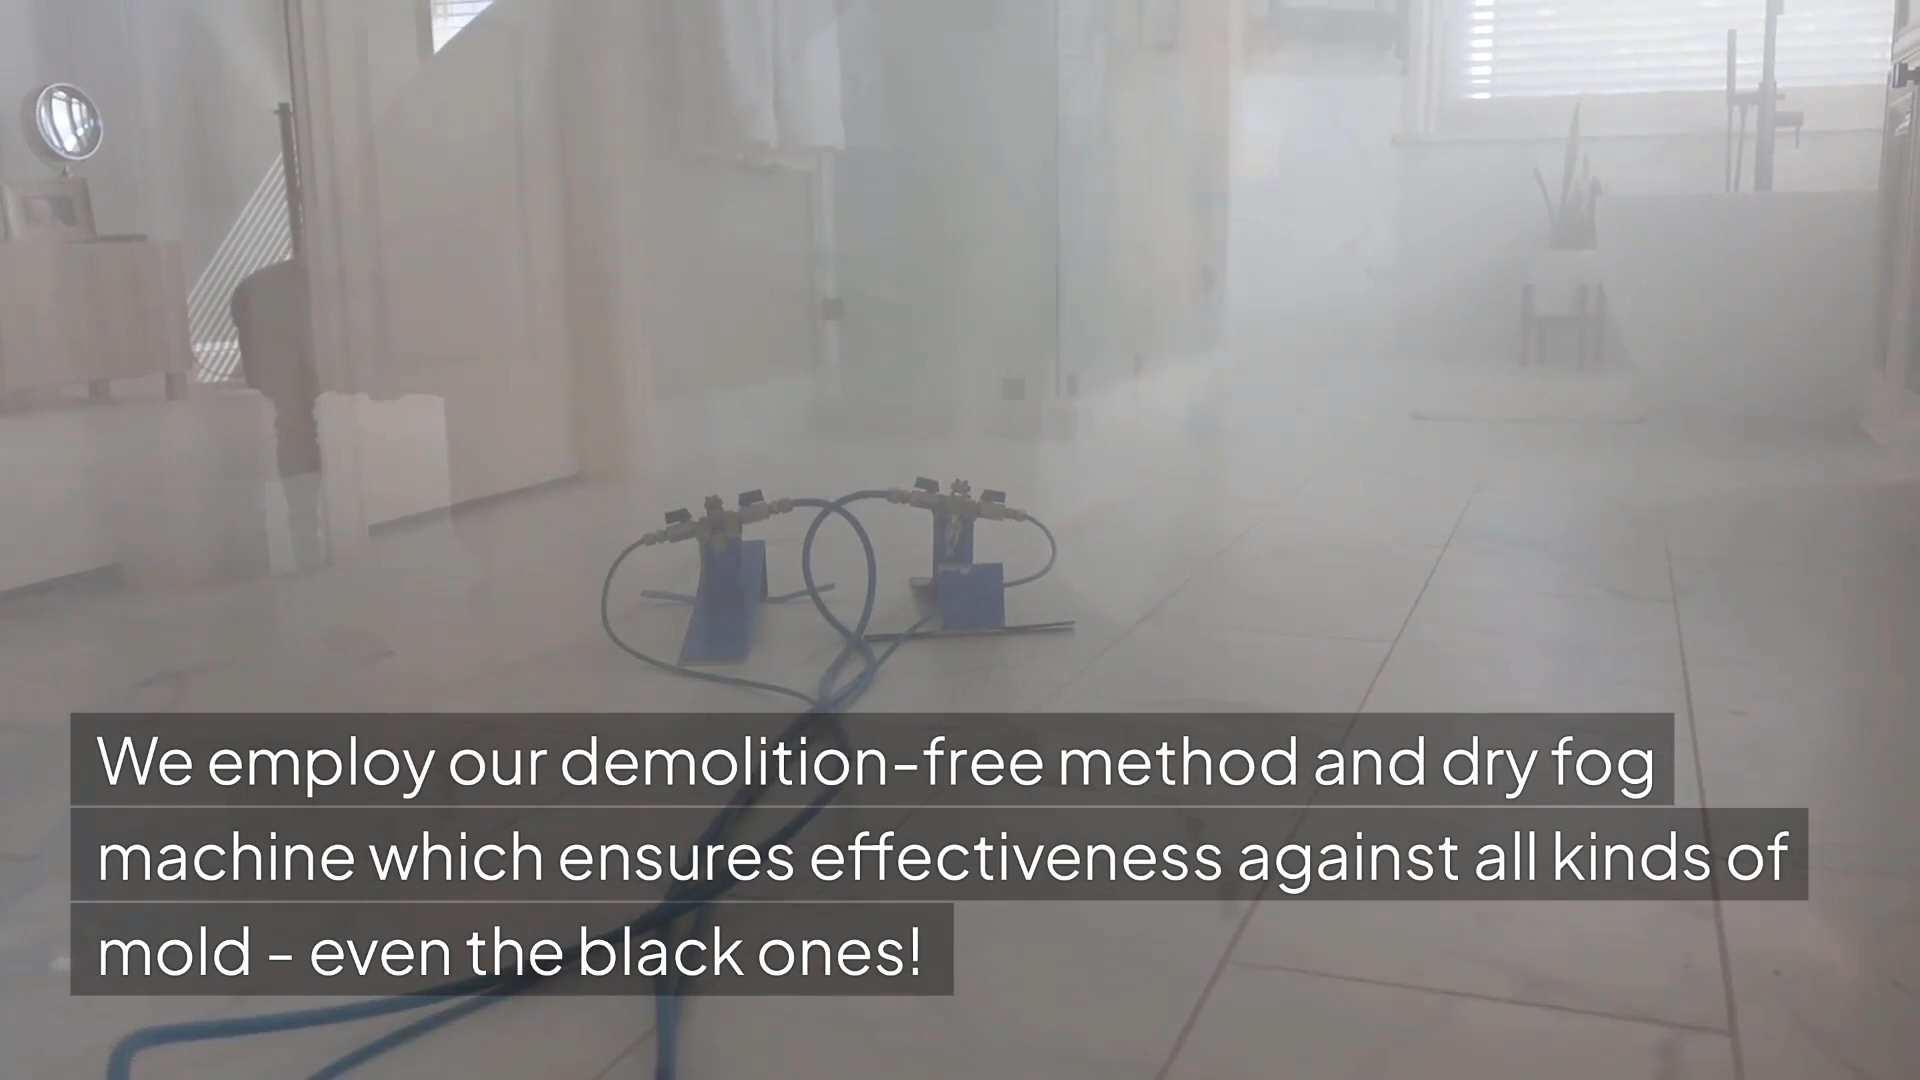 We employ our demolition-free method and dry fog
machine which ensures effectiveness against all kinds of
mold - even the black ones!